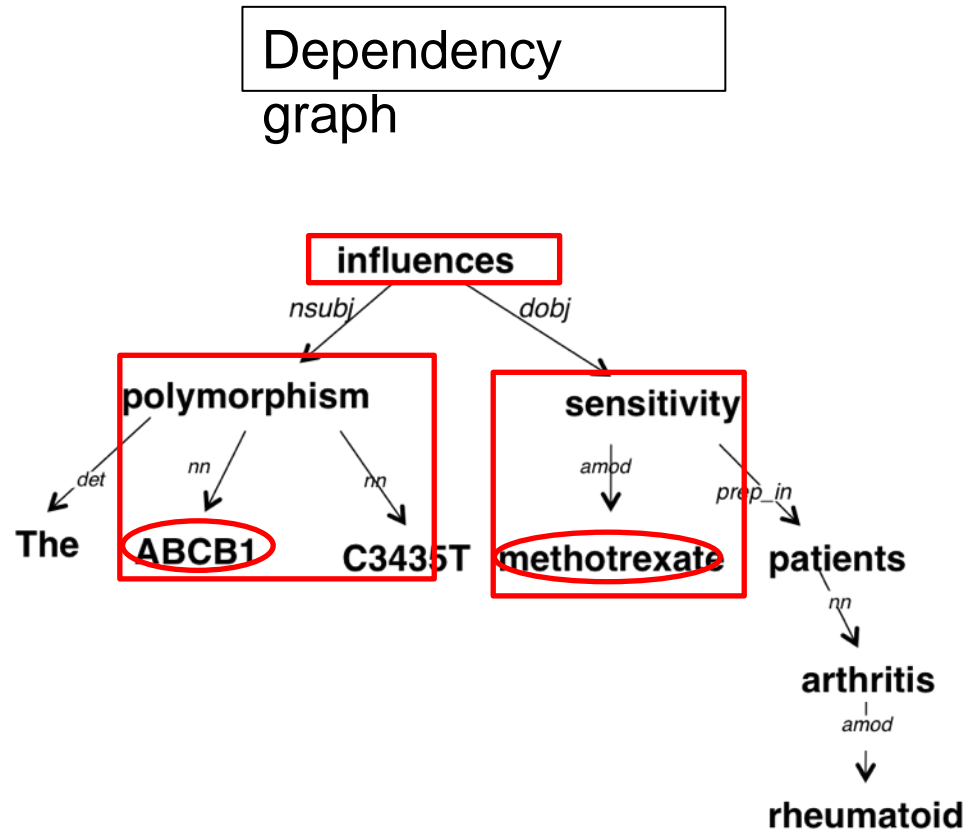 Dependency
graph
influences
nsubj dobj
polymorphism sensitivity
det nn nn amod prep_in
The ABCB1 C3435T methotrexate patients
nn
arthritis
amod
rheumatoid